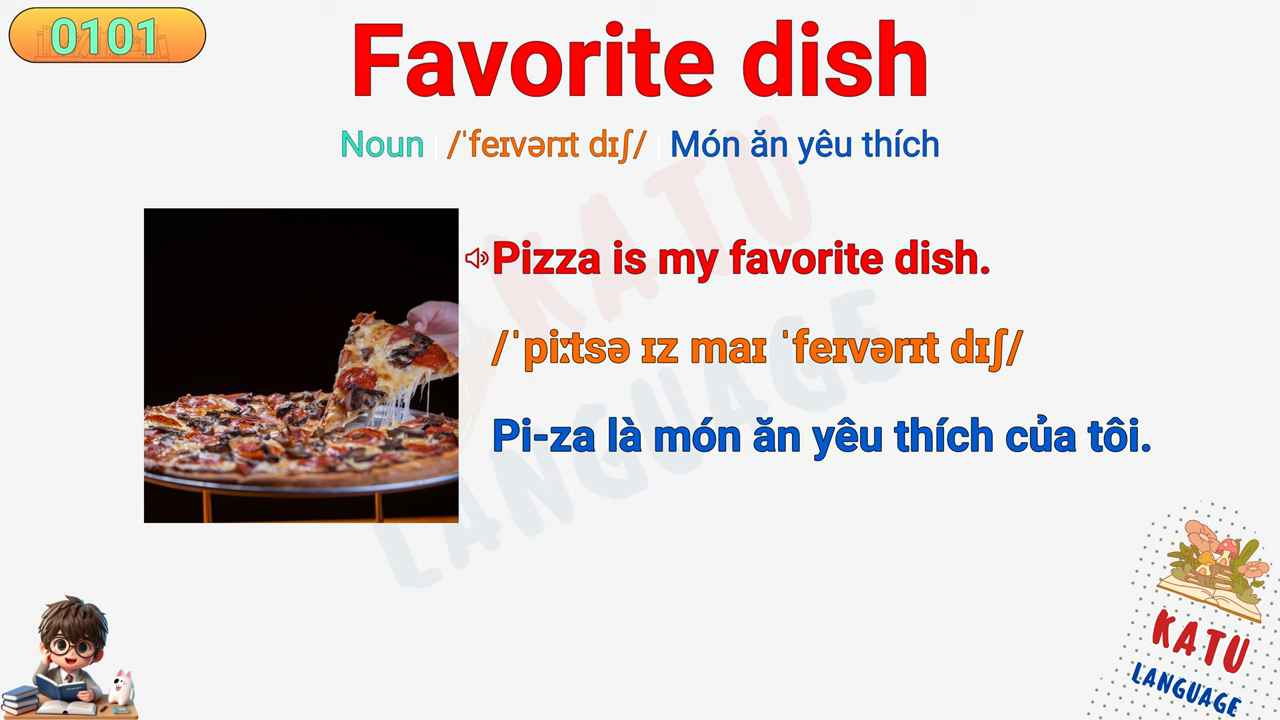 0101
Favorite dish
Noun | /ˈfeɪvərɪt dɪʃ/ | Món ăn yêu thích
Pizza is my favorite dish.
/ˈpiːtsə ɪz maɪ ˈfeɪvərɪt dɪʃ/
Pi-za là món ăn yêu thích của tôi.
KATU
LANGUAGE
KATU
LANGUAGE